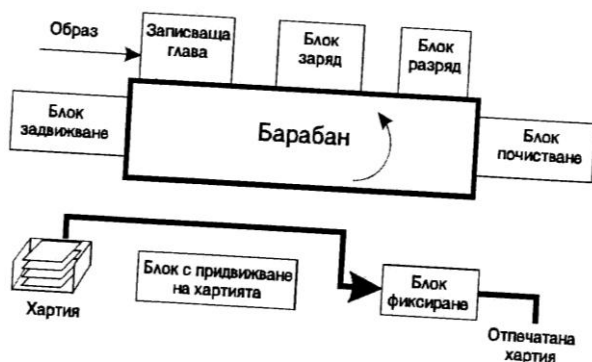 Образ
Записваща
глава
Блок
заряд
Блок
разряд
Блок
задвижване
Барабан
Блок
почистване
Хартия
Блок с придвижване
на хартията
Блок
фиксиране
Отпечатана
хартия